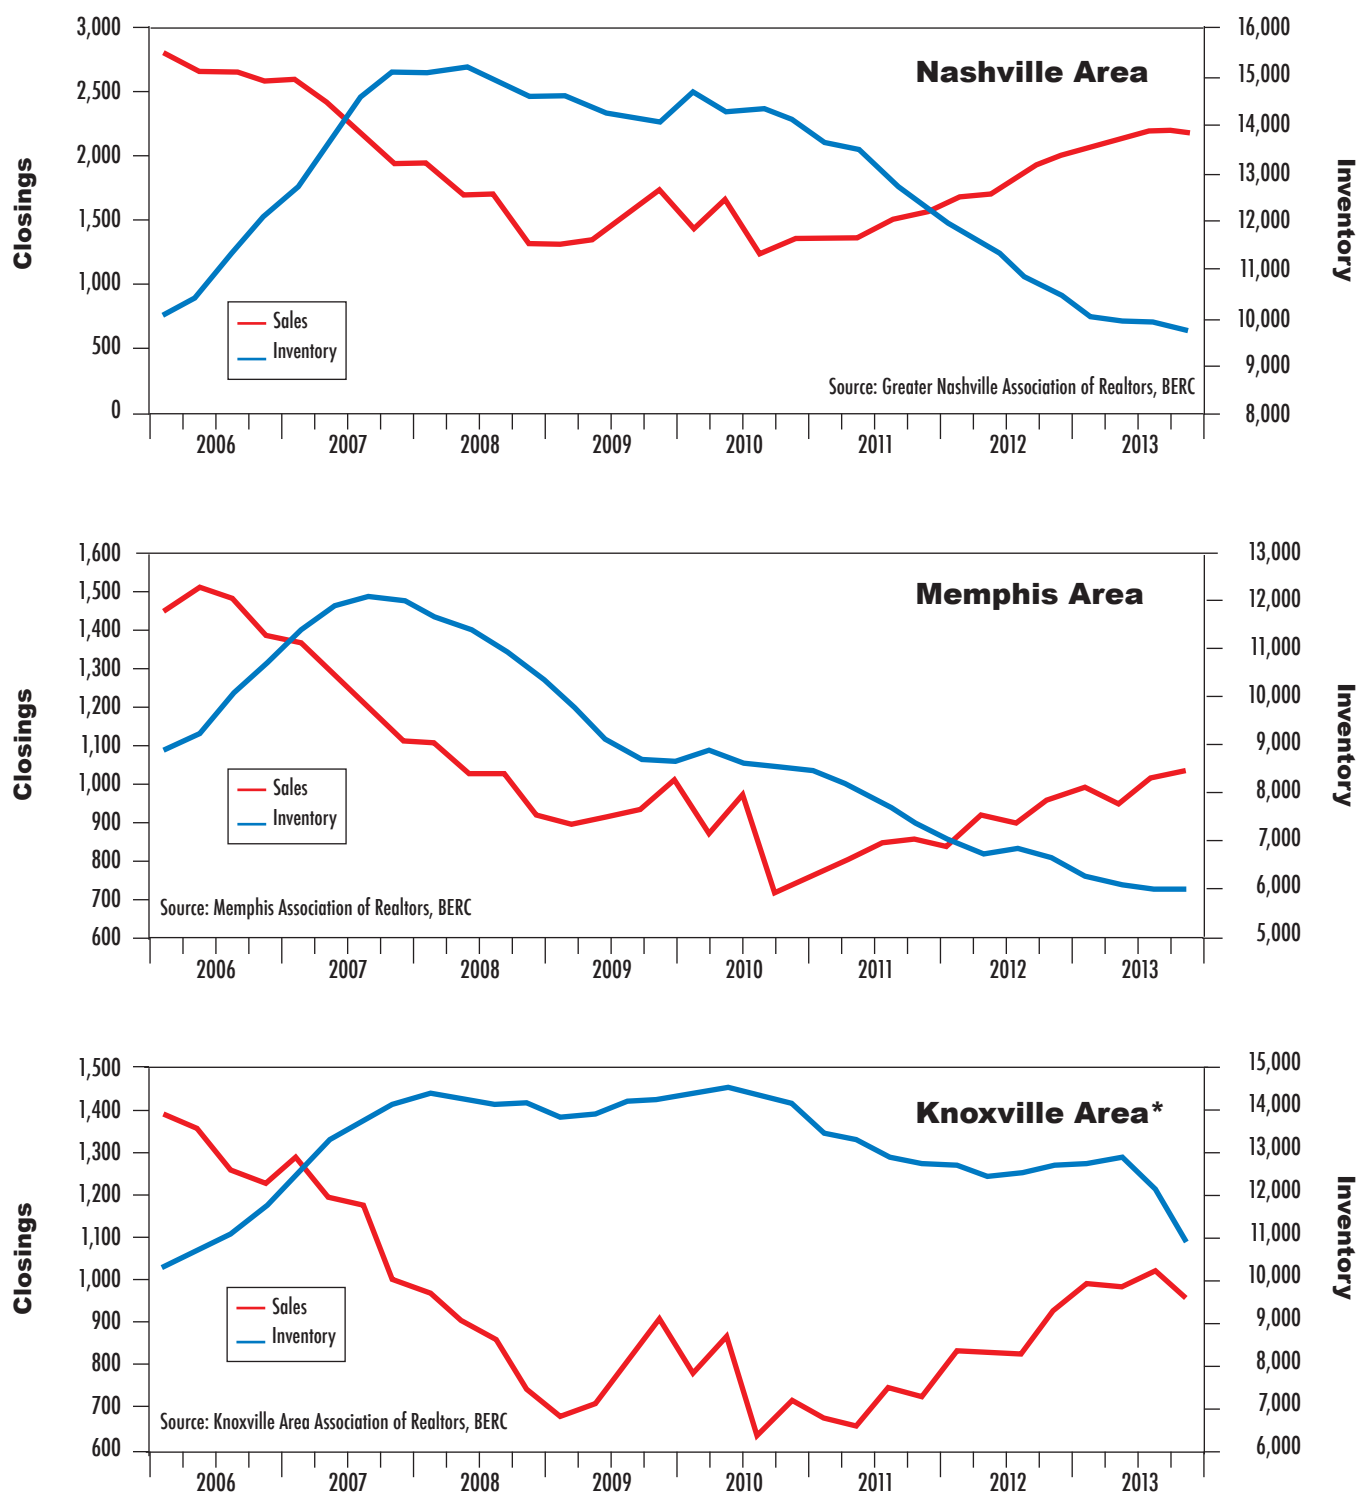 3,000
16,000
Nashville Area
2,500
15,000
14,000
2,000
13,000
Closings
Inventory
1,500
12,000
1,000
11,000
Sales
10,000
500
Inventory
9,000
Source: Greater Nashville Association of Realtors, BERC
0
8,000
2006 2007 2008 2009 2010 2011 2012 2013
1,600
13,000
1,500
Memphis Area
12,000
1,400
11,000
1,300
10,000
1,200
Closings
Inventory
1,100
9,000
1,000
Sales
8,000
900
Inventory
7,000
800
6,000
700
Source: Memphis Association of Realtors, BERC
600
5,000
2006 2007 2008 2009 2010 2011 2012 2013
1,500
15,000
1,400
Knoxville Area*
14,000
1,300
13,000
1,200
12,000
Closings
Inventory
1,100
11,000
1,000
10,000
Sales
900
9,000
Inventory
800
8,000
700
7,000
Source: Knoxville Area Association of Realtors, BERC
600
6,000
2006 2007 2008 2009 2010 2011 2012 2013